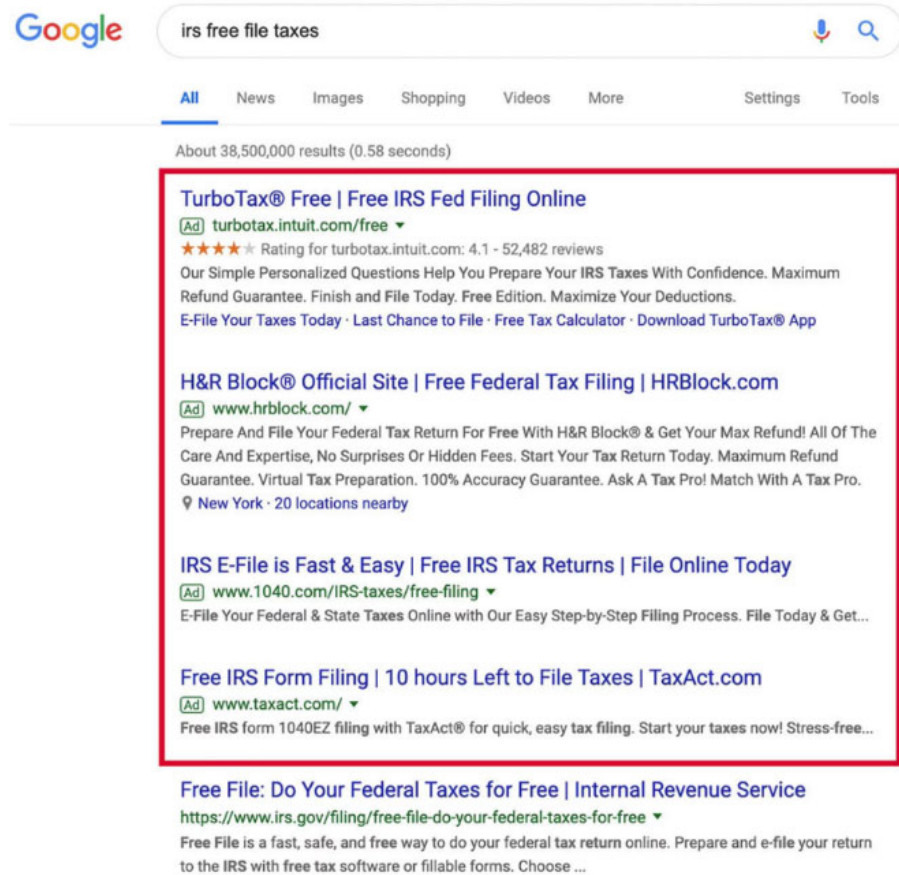 Google
irs free file taxes
All News Images Shopping Videos More Settings Tools
About 38,500,000 results (0.58 seconds)
TurboTax® Free | Free IRS Fed Filing Online
Ad turbotax.intuit.com/free
Rating for turbotax.intuit.com: 4.1 - 52,482 reviews
Our Simple Personalized Questions Help You Prepare Your IRS Taxes With Confidence. Maximum
Refund Guarantee. Finish and File Today. Free Edition. Maximize Your Deductions.
E-File Your Taxes Today · Last Chance to File · Free Tax Calculator · Download TurboTax® App
H&R Block® Official Site | Free Federal Tax Filing | HRBlock.com
Ad www.hrblock.com/
Prepare And File Your Federal Tax Return For Free With H&R Block® & Get Your Max Refund! All Of The
Care And Expertise, No Surprises Or Hidden Fees. Start Your Tax Return Today. Maximum Refund
Guarantee. Virtual Tax Preparation. 100% Accuracy Guarantee. Ask A Tax Pro! Match With A Tax Pro.
New York · 20 locations nearby
IRS E-File is Fast & Easy | Free IRS Tax Returns | File Online Today
Ad www.1040.com/IRS-taxes/free-filing
E-File Your Federal & State Taxes Online with Our Easy Step-by-Step Filing Process. File Today & Get...
Free IRS Form Filing | 10 hours Left to File Taxes | TaxAct.com
Ad www.taxact.com/
Free IRS form 1040EZ filing with TaxAct® for quick, easy tax filing. Start your taxes now! Stress-free...
Free File: Do Your Federal Taxes for Free | Internal Revenue Service
https://www.irs.gov/filing/free-file-do-your-federal-taxes-for-free
Free File is a fast, safe, and free way to do your federal tax return online. Prepare and e-file your return
to the IRS with free tax software or fillable forms. Choose ...